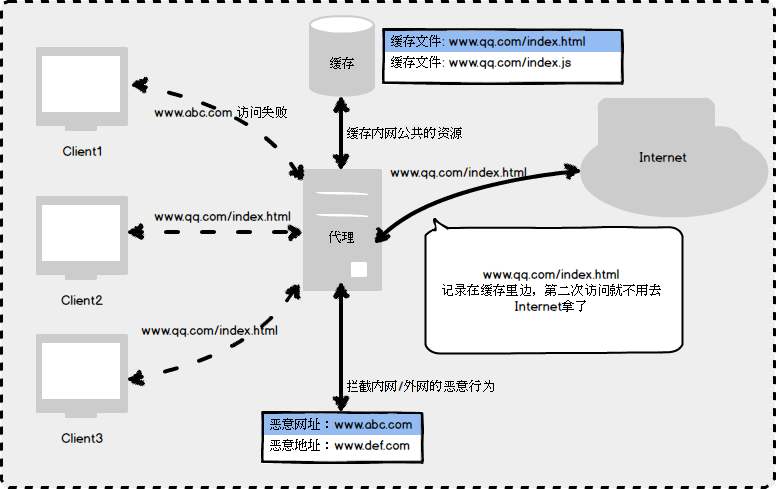 缓存
缓存文件: www.qq.com/index.html
缓存文件: www.qq.com/index.js
www.abc.com 访问失败
Client1
缓存内网公共的资源
www.qq.com/index.html
Internet
www.qq.com/index.html
代理
Client2
www.qq.com/index.html
记录在缓存里边，第二次访问就不用去
Internet拿了
www.qq.com/index.html
Client3
拦截内网/外网的恶意行为
恶意网址：www.abc.com
恶意地址：www.def.com